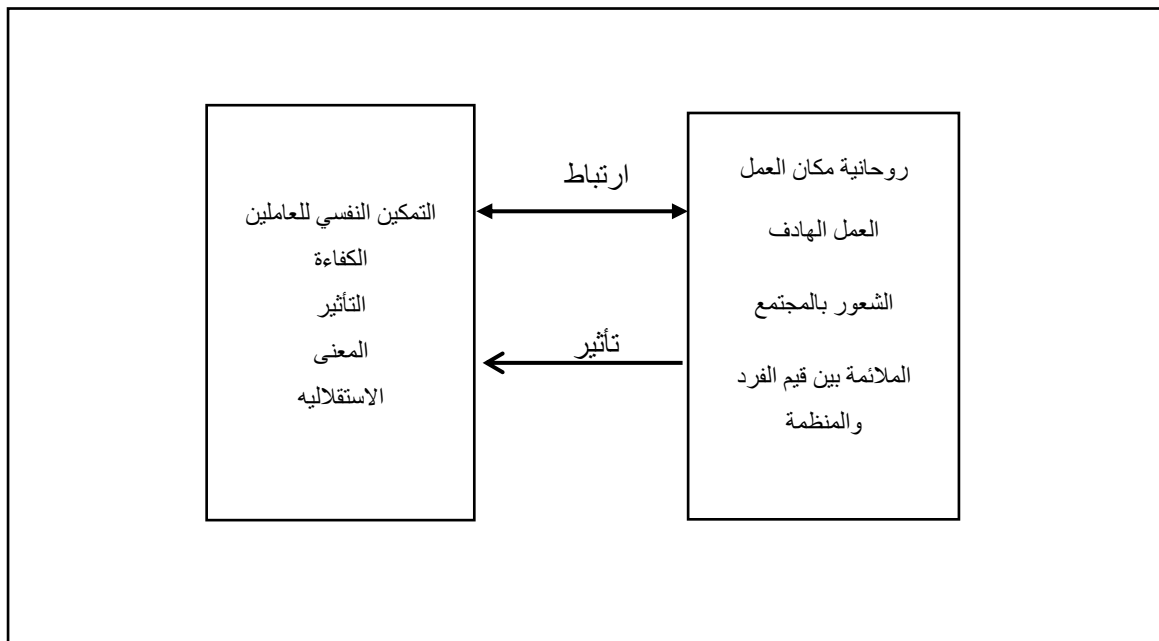 روحانية مكان العمل
العمل الهادف
الشعور بالمجتمع
الملائمة بين قيم الفرد
والمنظمة
ارتباط
تأثير
التمكين النفسي للعاملين
الكفاءة
التأثير
المعنى
الاستقلاليه